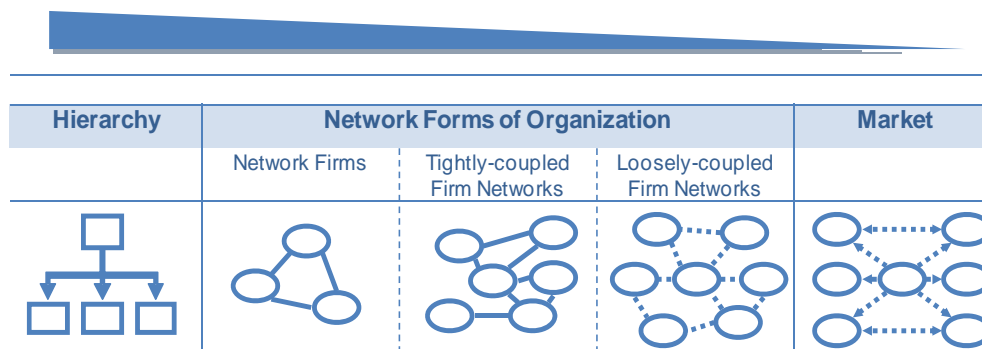 Hierarchy
Network Forms of Organization
Market
Network Firms
Tightly-coupled
Firm Networks
Loosely-coupled
Firm Networks